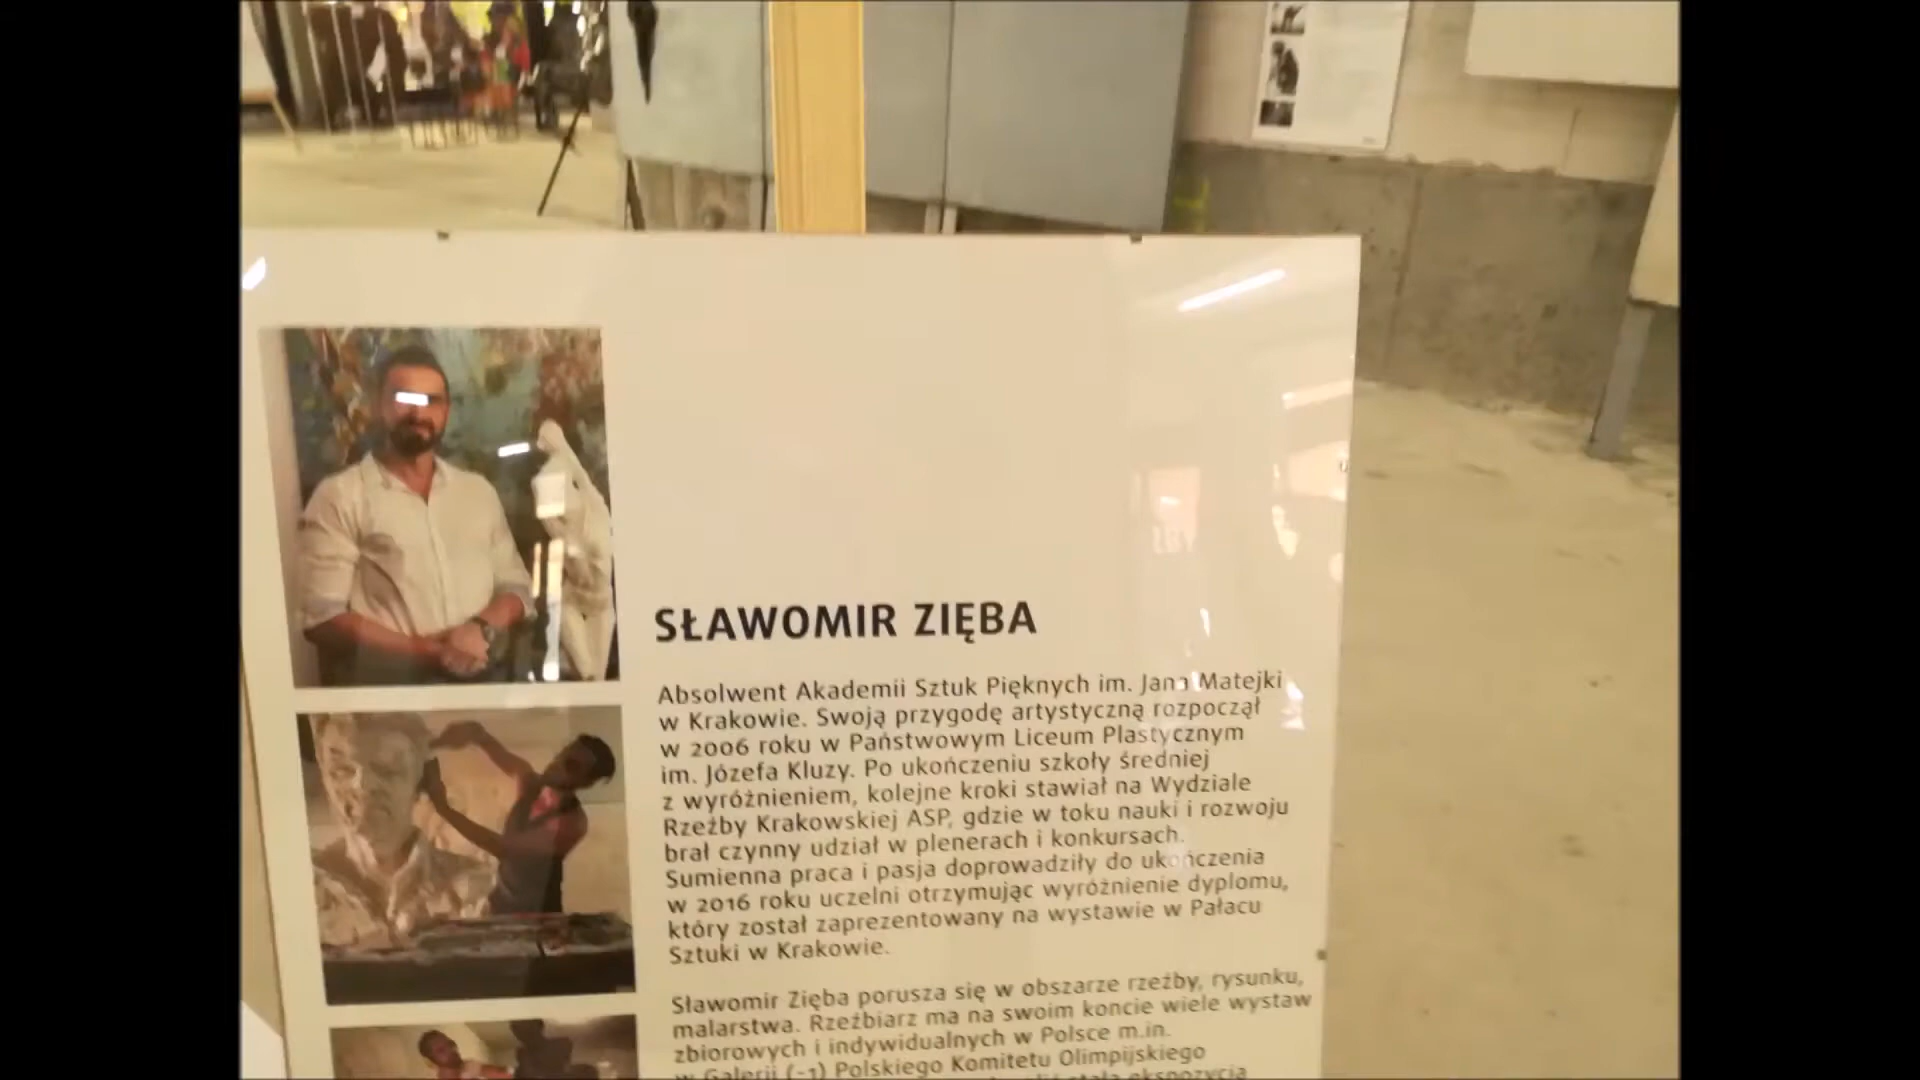 SŁAWOMIR ZIĘBA
Absolwent Akademii Sztuk Pięknych im. Jana Matejki
w Krakowie. Swoją przygodę artystyczną rozpoczął
w 2006 roku w Państwowym Liceum Plastycznym
im. Józefa Kluzy. Po ukończeniu szkoły średniej
z wyróżnieniem, kolejne kroki stawiał na Wydziale
Rzeźby Krakowskiej ASP, gdzie w toku nauki i rozwoju
brał czynny udział w plenerach i konkursach.
Sumienna praca i pasja doprowadziły do ukończenia
w 2016 roku uczelni otrzymując wyróżnienie dyplomu,
który został zaprezentowany na wystawie w Pałacu
Sztuki w Krakowie.
Sławomir Zięba porusza się w obszarze rzeźby, rysunku,
malarstwa. Rzeźbiarz ma na swoim koncie wiele wystaw
zbiorowych i indywidualnych w Polsce m.in.
w Galerii (-1) Polskiego Komitetu Olimpijskiego
stała ekspozycja